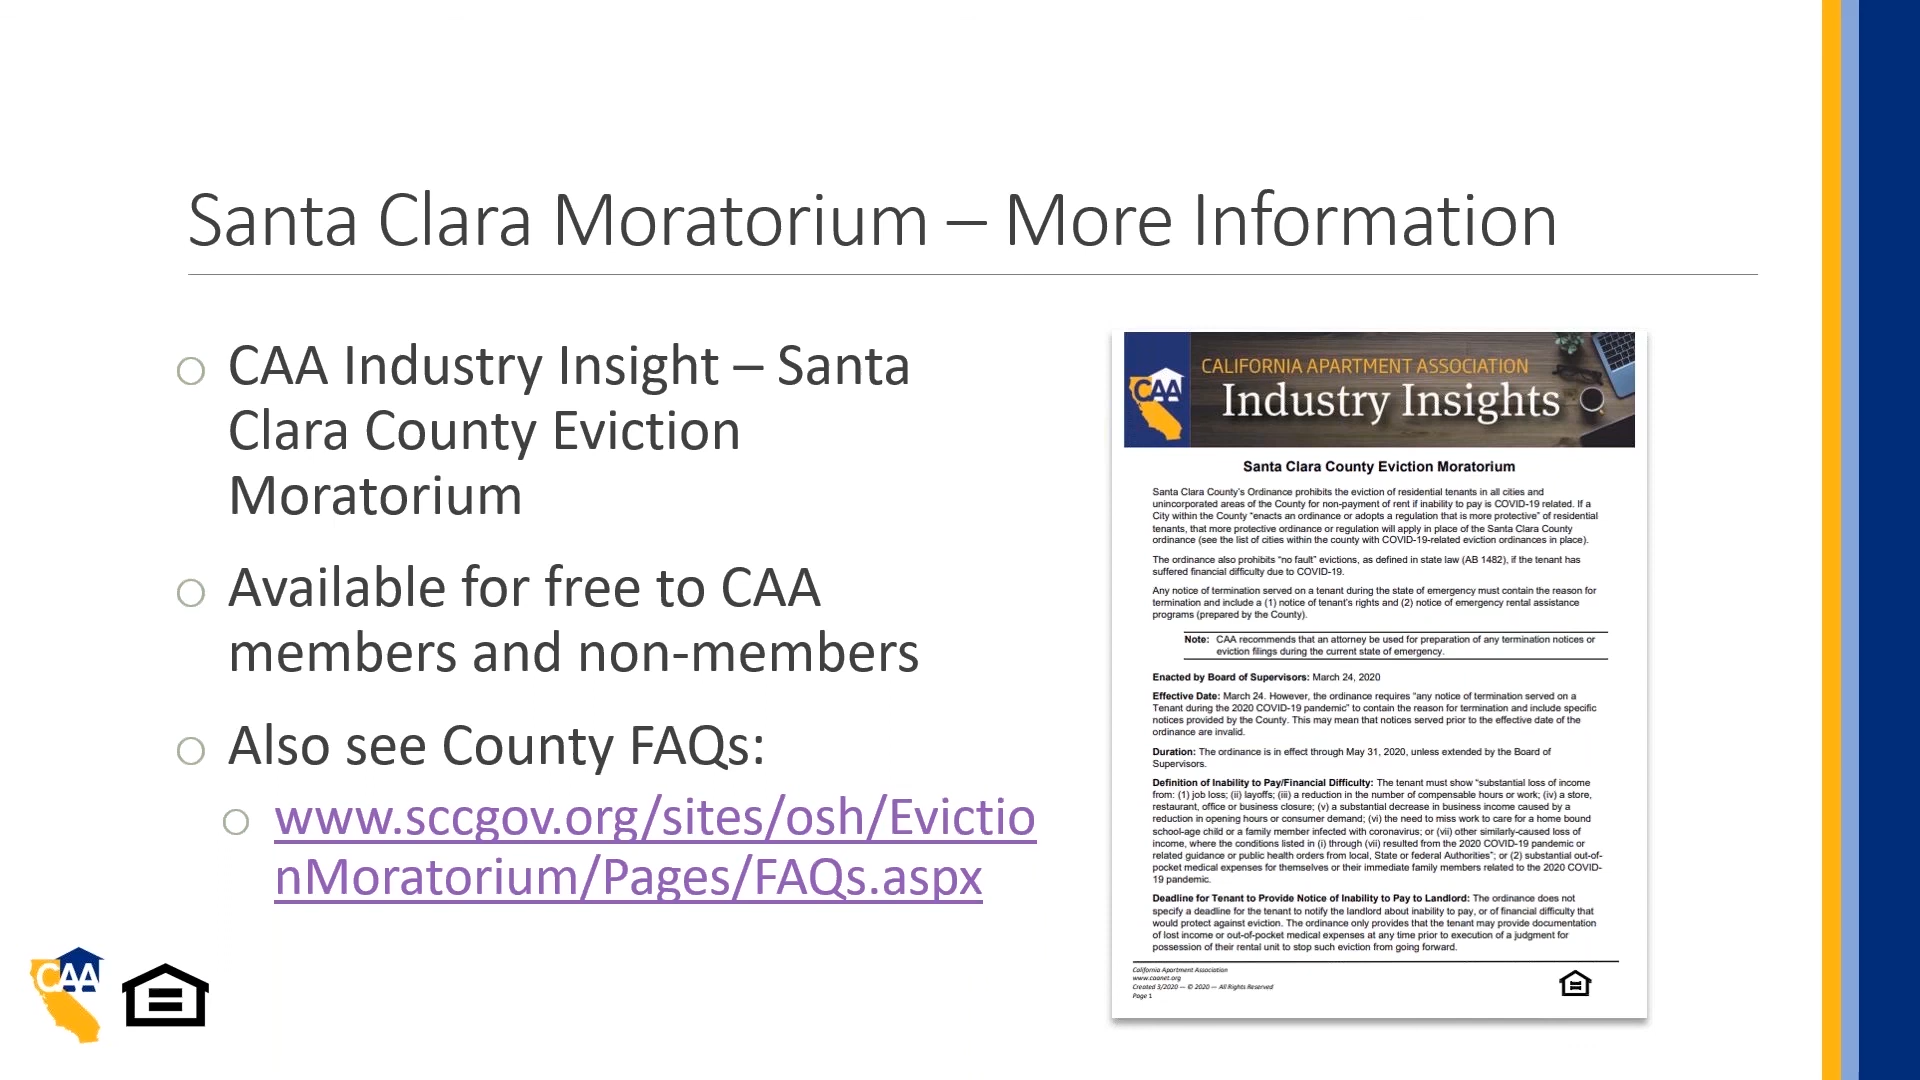 Santa Clara Moratorium – More Information
CAA Industry Insight – Santa
Clara County Eviction
Moratorium
Available for free to CAA
members and non-members
Also see County FAQs:
www.sccgov.org/sites/osh/Evictio
nMoratorium/Pages/FAQs.aspx
CAA
CALIFORNIA APARTMENT ASSOCIATION
Industry Insights
CAA
Santa Clara County Eviction Moratorium
Santa Clara County's Ordinance prohibits the eviction of residential tenants in all cities and
unincorporated areas of the County for non-payment of rent if inability to pay is COVID-19 related. If a
City within the County "enacts an ordinance or adopts a regulation that is more protective" of residential
tenants, that more protective ordinance or regulation will apply in place of the Santa Clara County
ordinance (see the list of cities within the county with COVID-19-related eviction ordinances in place).
The ordinance also prohibits "no fault" evictions, as defined in state law (AB 1482), if the tenant has
suffered financial difficulty due to COVID-19.
Any notice of termination served on a tenant during the state of emergency must contain the reason for
termination and include a (1) notice of tenant's rights and (2) notice of emergency rental assistance
programs (prepared by the County).
Note: CAA recommends that an attorney be used for preparation of any termination notices or
eviction filings during the current state of emergency.
Enacted by Board of Supervisors: March 24, 2020
Effective Date: March 24. However, the ordinance requires "any notice of termination served on a
Tenant during the 2020 COVID-19 pandemic" to contain the reason for termination and include specific
notices provided by the County. This may mean that notices served prior to the effective date of the
ordinance are invalid.
Duration: The ordinance is in effect through May 31, 2020, unless extended by the Board of
Supervisors.
Definition of Inability to Pay/Financial Difficulty: The tenant must show "substantial loss of income
from: (1) job loss; (ii) layoffs; (iii) a reduction in the number of compensable hours or work; (iv) a store,
restaurant, office or business closure; (v) a substantial decrease in business income caused by a
reduction in opening hours or consumer demand; (vi) the need to miss work to care for a home bound
school-age child or a family member infected with coronavirus; or (vii) other similarly-caused loss of
income, where the conditions listed in (i) through (vii) resulted from the 2020 COVID-19 pandemic or
related guidance or public health orders from local, State or federal Authorities"; or (2) substantial out-of-
pocket medical expenses for themselves or their immediate family members related to the 2020 COVID-
19 pandemic.
Deadline for Tenant to Provide Notice of Inability to Pay to Landlord: The ordinance does not
specify a deadline for the tenant to notify the landlord about inability to pay, or of financial difficulty that
would protect against eviction. The ordinance only provides that the tenant may provide documentation
of lost income or out-of-pocket medical expenses at any time prior to execution of a judgment for
possession of their rental unit to stop such eviction from going forward.
California Apartment Association
www.caanet.org
Created 3/2020 — © 2020 — All Rights Reserved
Page 1